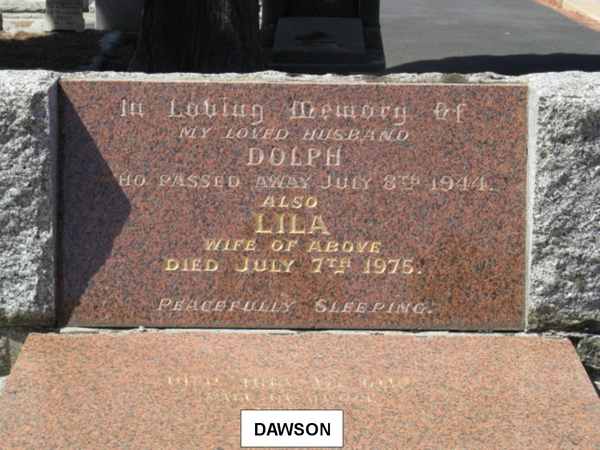 In Loving Memory Of
MY LOVED HUSBAND
DOLPH
WHO PASSED AWAY JULY 8TH 1944.
ALSO
LILA
WIFE OF ABOVE
DIED JULY 7TH 1975.
PEACEFULLY SLEEPING.
DAWSON